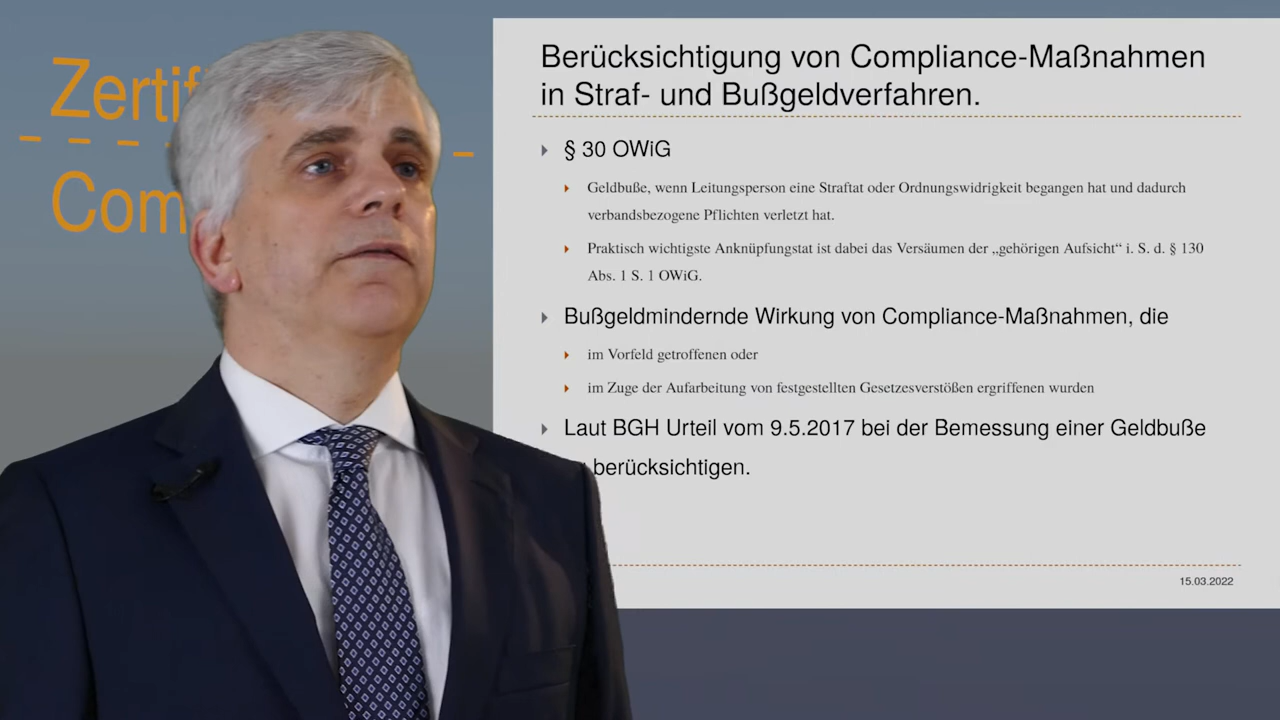 Berücksichtigung von Compliance-Maßnahmen
in Straf- und Bußgeldverfahren.
§ 30 OWiG
Geldbuße, wenn Leitungsperson eine Straftat oder Ordnungswidrigkeit begangen hat und dadurch
verbandsbezogene Pflichten verletzt hat.
Praktisch wichtigste Anknüpfungstat ist dabei das Versäumen der „gehörigen Aufsicht“ i. S. d. § 130
Abs. 1 S. 1 OWiG.
Bußgeldmindernde Wirkung von Compliance-Maßnahmen, die
im Vorfeld getroffenen oder
im Zuge der Aufarbeitung von festgestellten Gesetzesverstößen ergriffenen wurden
Laut BGH Urteil vom 9.5.2017 bei der Bemessung einer Geldbuße
berücksichtigen.
15.03.2022